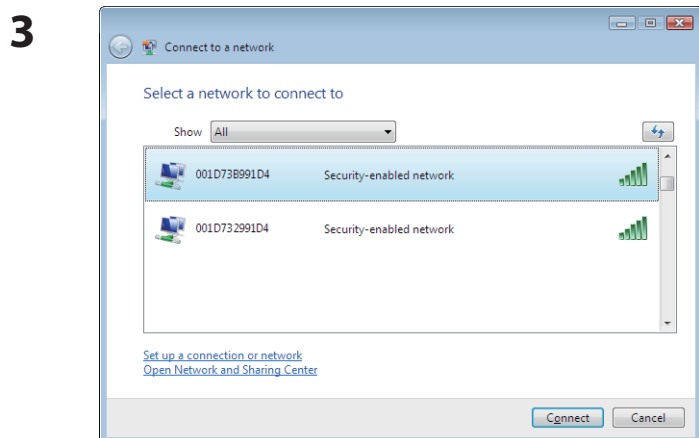 3
Connect to a network
Select a network to connect to
Show All
001D73B991D4 Security-enabled network
001D732991D4 Security-enabled network
Set up a connection or network
Open Network and Sharing Center
Connect Cancel